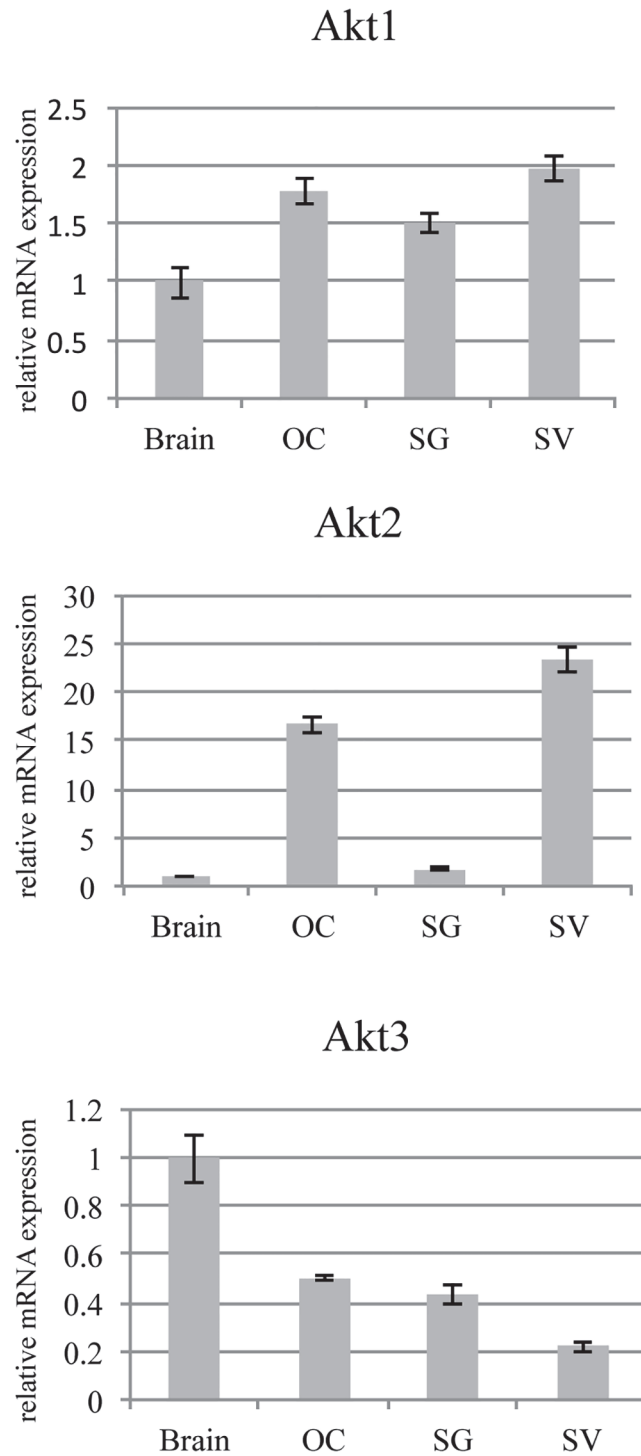 Akt1
relative mRNA expression
2.5
2
1.5
1
0.5
0
Brain OC SG SV
Akt2
relative mRNA expression
30
25
20
15
10
5
0
Brain OC SG SV
Akt3
relative mRNA expression
1.2
1
0.8
0.6
0.4
0.2
0
Brain OC SG SV